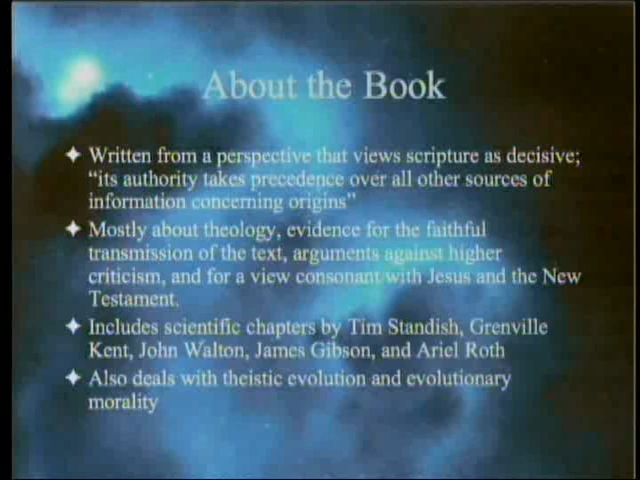 About the Book
Written from a perspective that views scripture as decisive;
“its authority takes precedence over all other sources of
information concerning origins”
Mostly about theology, evidence for the faithful
transmission of the text, arguments against higher
criticism, and for a view consonant with Jesus and the New
Testament.
Includes scientific chapters by Tim Standish, Grenville
Kent, John Walton, James Gibson, and Ariel Roth
Also deals with theistic evolution and evolutionary
morality